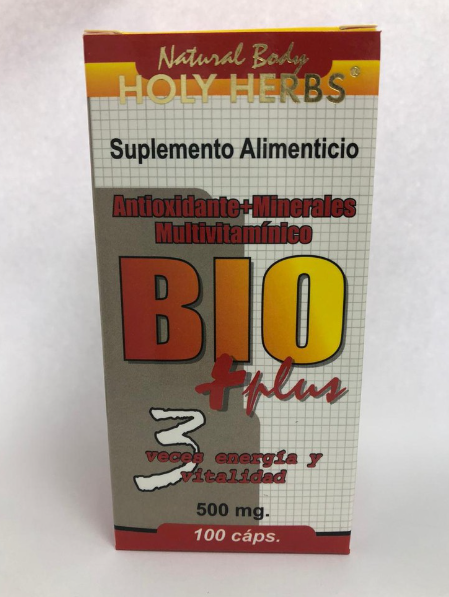 Natural Body
HOLY HERBS®
Suplemento Alimenticio
Antioxidante+Minerales
Multivitamínico
BIO
+plus
3
veces energía y
vitalidad
500 mg.
100 cáps.